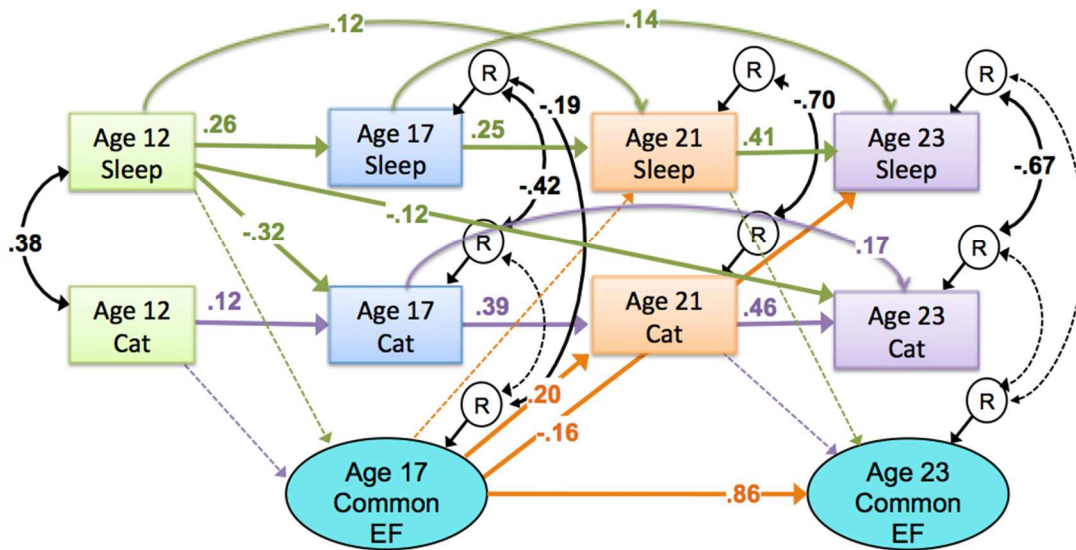 .12
.14
R
R
R
-.19
-.70
Age 12
Sleep
.26
Age 17
Sleep
.25
Age 21
Sleep
.41
Age 23
Sleep
-.42
-.67
-.12
-.32
.38
R
R
R
.17
Age 12
Cat
.12
Age 17
Cat
.39
Age 21
Cat
.46
Age 23
Cat
R
.20
R
-.16
Age 17
Common
EF
.86
Age 23
Common
EF